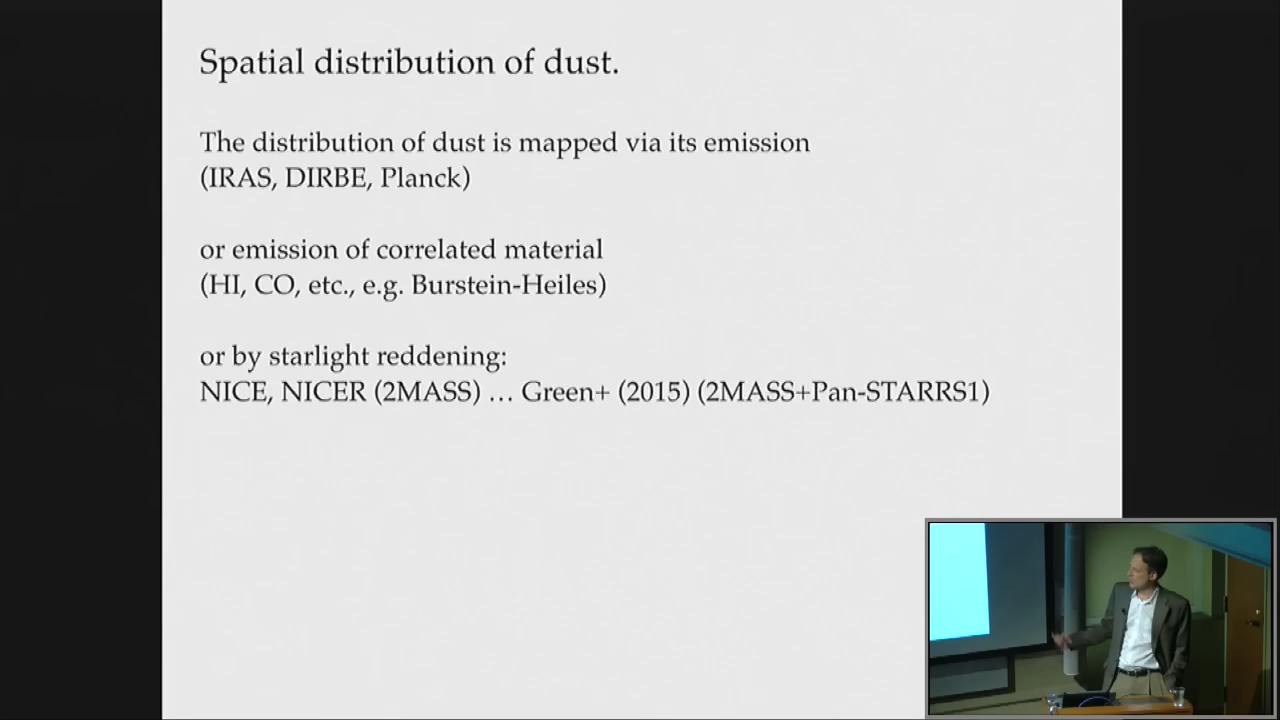 Spatial distribution of dust.
The distribution of dust is mapped via its emission
(IRAS, DIRBE, Planck)
or emission of correlated material
(HI, CO, etc., e.g. Burstein-Heiles)
or by starlight reddening:
NICE, NICER (2MASS) … Green+ (2015) (2MASS+Pan-STARRS1)